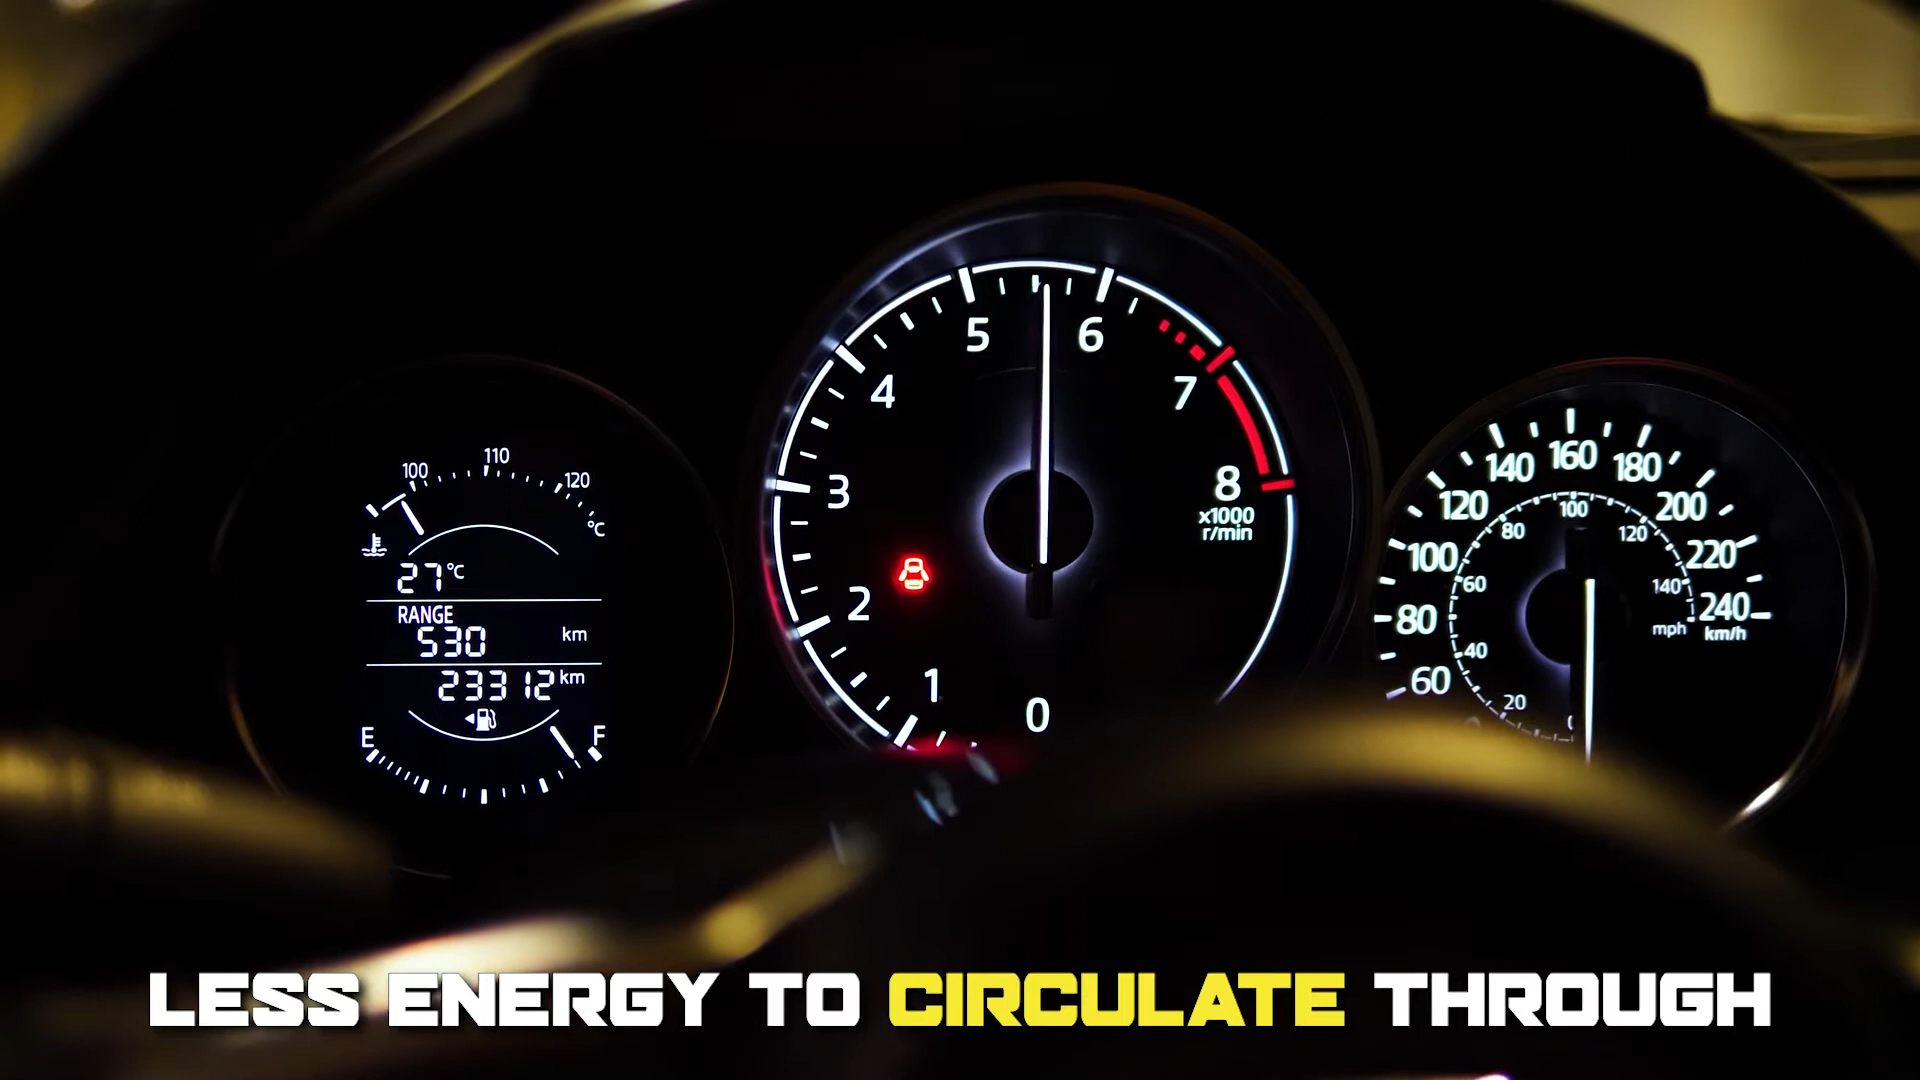 100 110 120
°C
27°C
RANGE
530 km
23312 km
E F
0 1 2 3 4 5 6 7 8
x1000
r/min
60 80 100 120 140 160 180 200 220 240
km/h
20 40 60 80 100 120 140
mph
LESS ENERGY TO CIRCULATE THROUGH